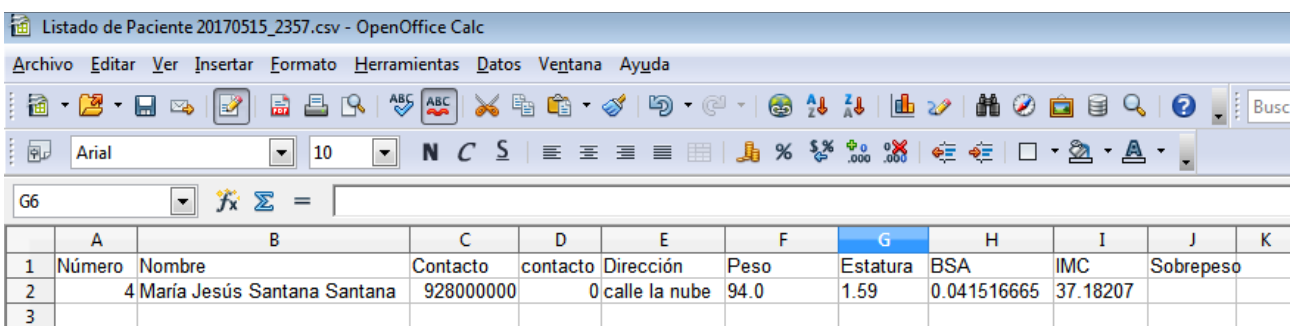 Listado de Paciente 20170515_2357.csv - OpenOffice Calc
Archivo Editar Ver Insertar Formato Herramientas Datos Ventana Ayuda
ABC ABC Busc
Arial 10 N C S
G6
A B C D E F G H I J K
1 Número Nombre Contacto contacto Dirección Peso Estatura BSA IMC Sobrepeso
2 4 María Jesús Santana Santana 928000000 0 calle la nube 94.0 1.59 0.041516665 37.18207
3